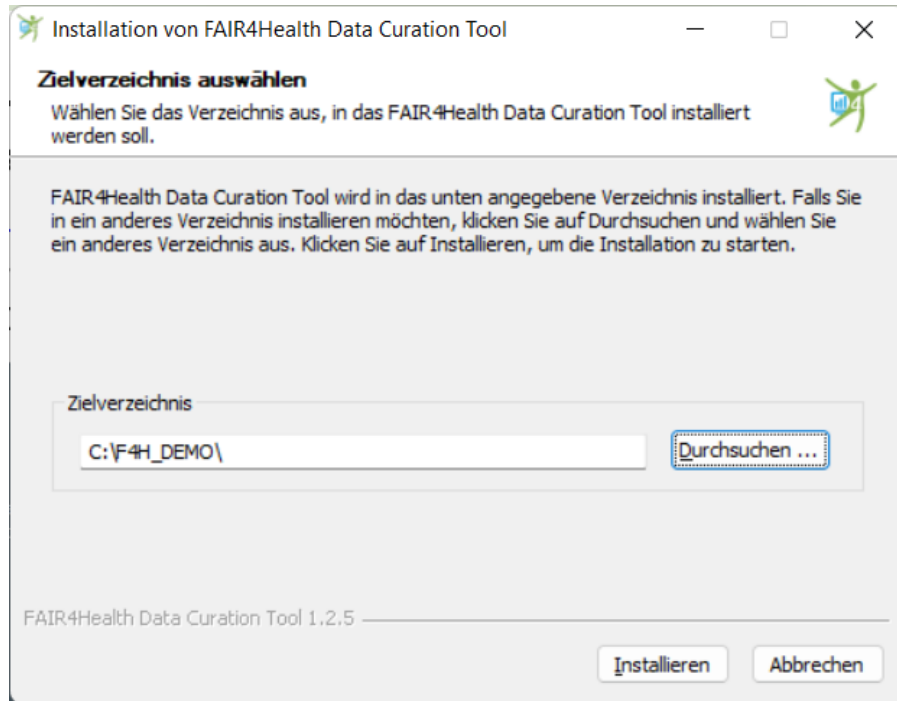 Installation von FAIR4Health Data Curation Tool
Zielverzeichnis auswählen
Wählen Sie das Verzeichnis aus, in das FAIR4Health Data Curation Tool installiert
werden soll.
FAIR4Health Data Curation Tool wird in das unten angegebene Verzeichnis installiert. Falls Sie
in ein anderes Verzeichnis installieren möchten, klicken Sie auf Durchsuchen und wählen Sie
ein anderes Verzeichnis aus. Klicken Sie auf Installieren, um die Installation zu starten.
Zielverzeichnis
C:\F4H_DEMO\
Durchsuchen ...
FAIR4Health Data Curation Tool 1.2.5
Installieren
Abbrechen